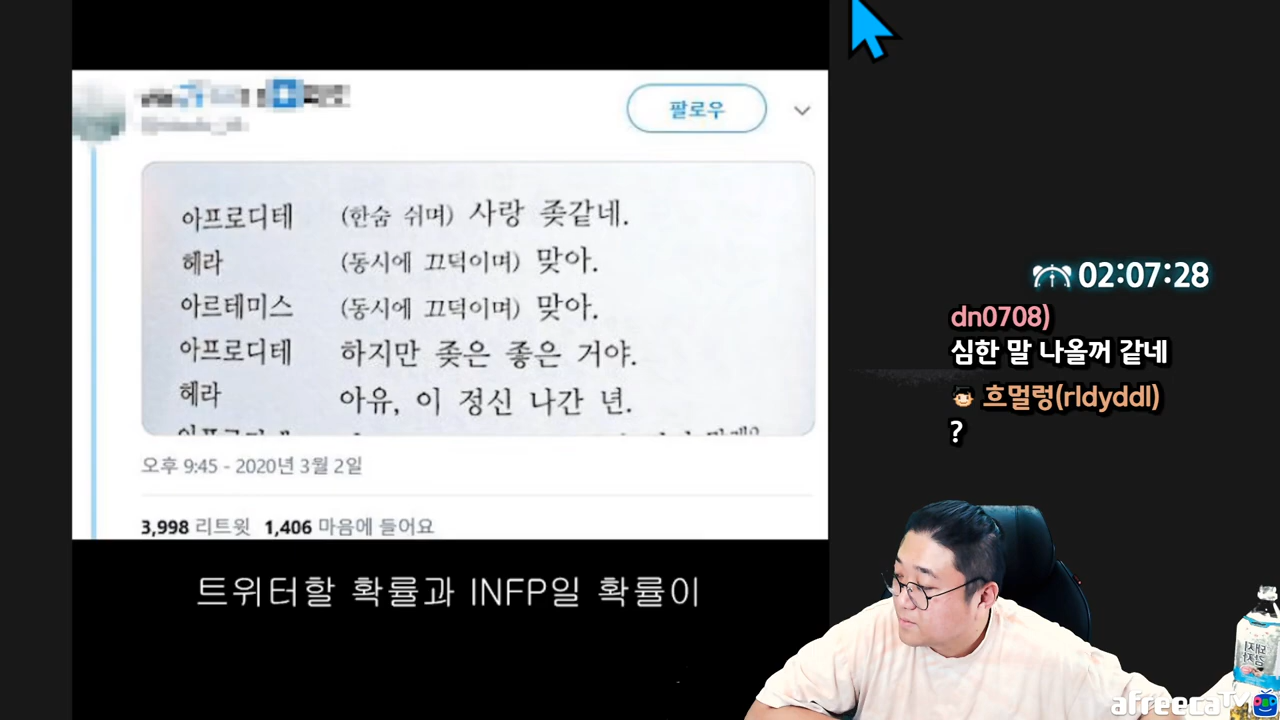 팔로우
아프로디테 (한숨 쉬며) 사랑 좆같네.
헤라 (동시에 끄덕이며) 맞아.
아르테미스 (동시에 끄덕이며) 맞아.
아프로디테 하지만 좆은 좋은 거야.
헤라 아유, 이 정신 나간 년.
오후 9:45 - 2020년 3월 2일
3,998 리트윗 1,406 마음에 들어요
트위터할 확률과 INFP일 확률이
02:07:28
dn0708)
심한 말 나올꺼 같네
흐멀렁(rldyddl)
?
afreecaTV